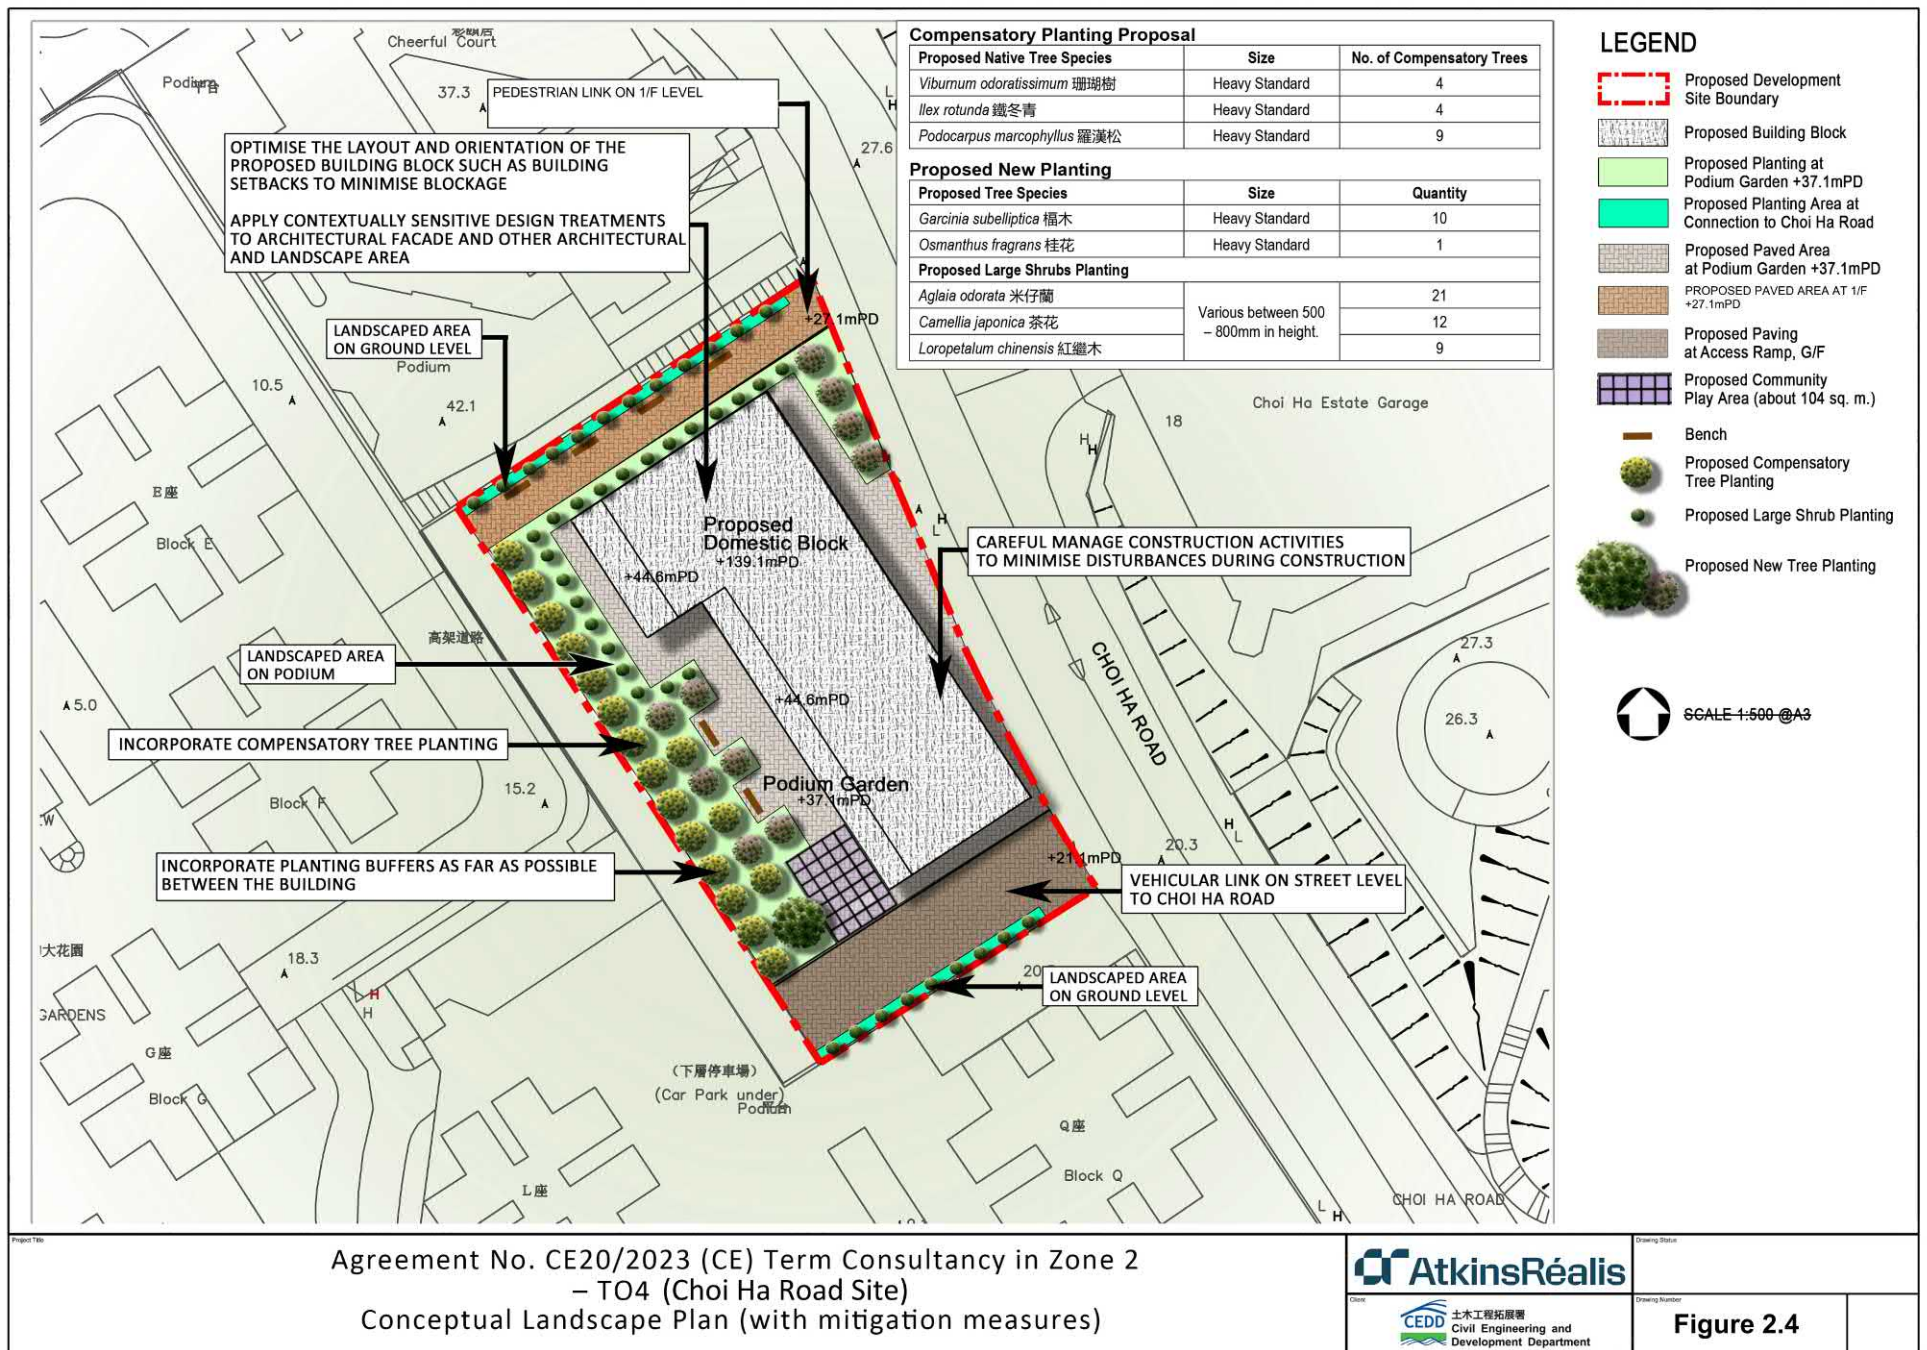 彩頤居
Cheerful Court
Podium
平台
37.3
PEDESTRIAN LINK ON 1/F LEVEL
27.6
OPTIMISE THE LAYOUT AND ORIENTATION OF THE
PROPOSED BUILDING BLOCK SUCH AS BUILDING
SETBACKS TO MINIMISE BLOCKAGE
APPLY CONTEXTUALLY SENSITIVE DESIGN TREATMENTS
TO ARCHITECTURAL FACADE AND OTHER ARCHITECTURAL
AND LANDSCAPE AREA
Compensatory Planting Proposal
Proposed Native Tree Species Size No. of Compensatory Trees
Viburnum odoratissimum 珊瑚樹 Heavy Standard 4
Ilex rotunda 鐵冬青 Heavy Standard 4
Podocarpus marcophyllus 羅漢松 Heavy Standard 9
Proposed New Planting
Proposed Tree Species Size Quantity
Garcinia subelliptica 福木 Heavy Standard 10
Osmanthus fragrans 桂花 Heavy Standard 1
Proposed Large Shrubs Planting
Aglaia odorata 米仔蘭 21
Camellia japonica 茶花 12
Loropetalum chinensis 紅繼木 9
Various between 500
– 800mm in height.
LEGEND
Proposed Development
Site Boundary
Proposed Building Block
Proposed Planting at
Podium Garden +37.1mPD
Proposed Planting Area at
Connection to Choi Ha Road
Proposed Paved Area
at Podium Garden +37.1mPD
PROPOSED PAVED AREA AT 1/F
+27.1mPD
Proposed Paving
at Access Ramp, G/F
Proposed Community
Play Area (about 104 sq. m.)
Bench
Proposed Compensatory
Tree Planting
Proposed Large Shrub Planting
Proposed New Tree Planting
SCALE 1:500 @A3
LANDSCAPED AREA
ON GROUND LEVEL
Podium
+27.1mPD
10.5
42.1
Choi Ha Estate Garage
18
H
H
E座
Block E
H
L
Proposed
Domestic Block
+139.1mPD
+44.6mPD
CAREFUL MANAGE CONSTRUCTION ACTIVITIES
TO MINIMISE DISTURBANCES DURING CONSTRUCTION
高架道路
LANDSCAPED AREA
ON PODIUM
5.0
+44.6mPD
CHOI HA ROAD
27.3
26.3
INCORPORATE COMPENSATORY TREE PLANTING
Block F
15.2
Podium Garden
+37.1mPD
INCORPORATE PLANTING BUFFERS AS FAR AS POSSIBLE
BETWEEN THE BUILDING
+21.1mPD
20.3
H
L
VEHICULAR LINK ON STREET LEVEL
TO CHOI HA ROAD
大花園
18.3
H
H
GARDENS
LANDSCAPED AREA
ON GROUND LEVEL
G座
Block G
(下層停車場)
(Car Park under)
Podium
平台
L座
Q座
Block Q
CHOI HA ROAD
L
H
Project Title
Agreement No. CE20/2023 (CE) Term Consultancy in Zone 2
– TO4 (Choi Ha Road Site)
Conceptual Landscape Plan (with mitigation measures)
AtkinsRéalis
Client
CEDD
土木工程拓展署
Civil Engineering and
Development Department
Drawing Status
Drawing Number
Figure 2.4